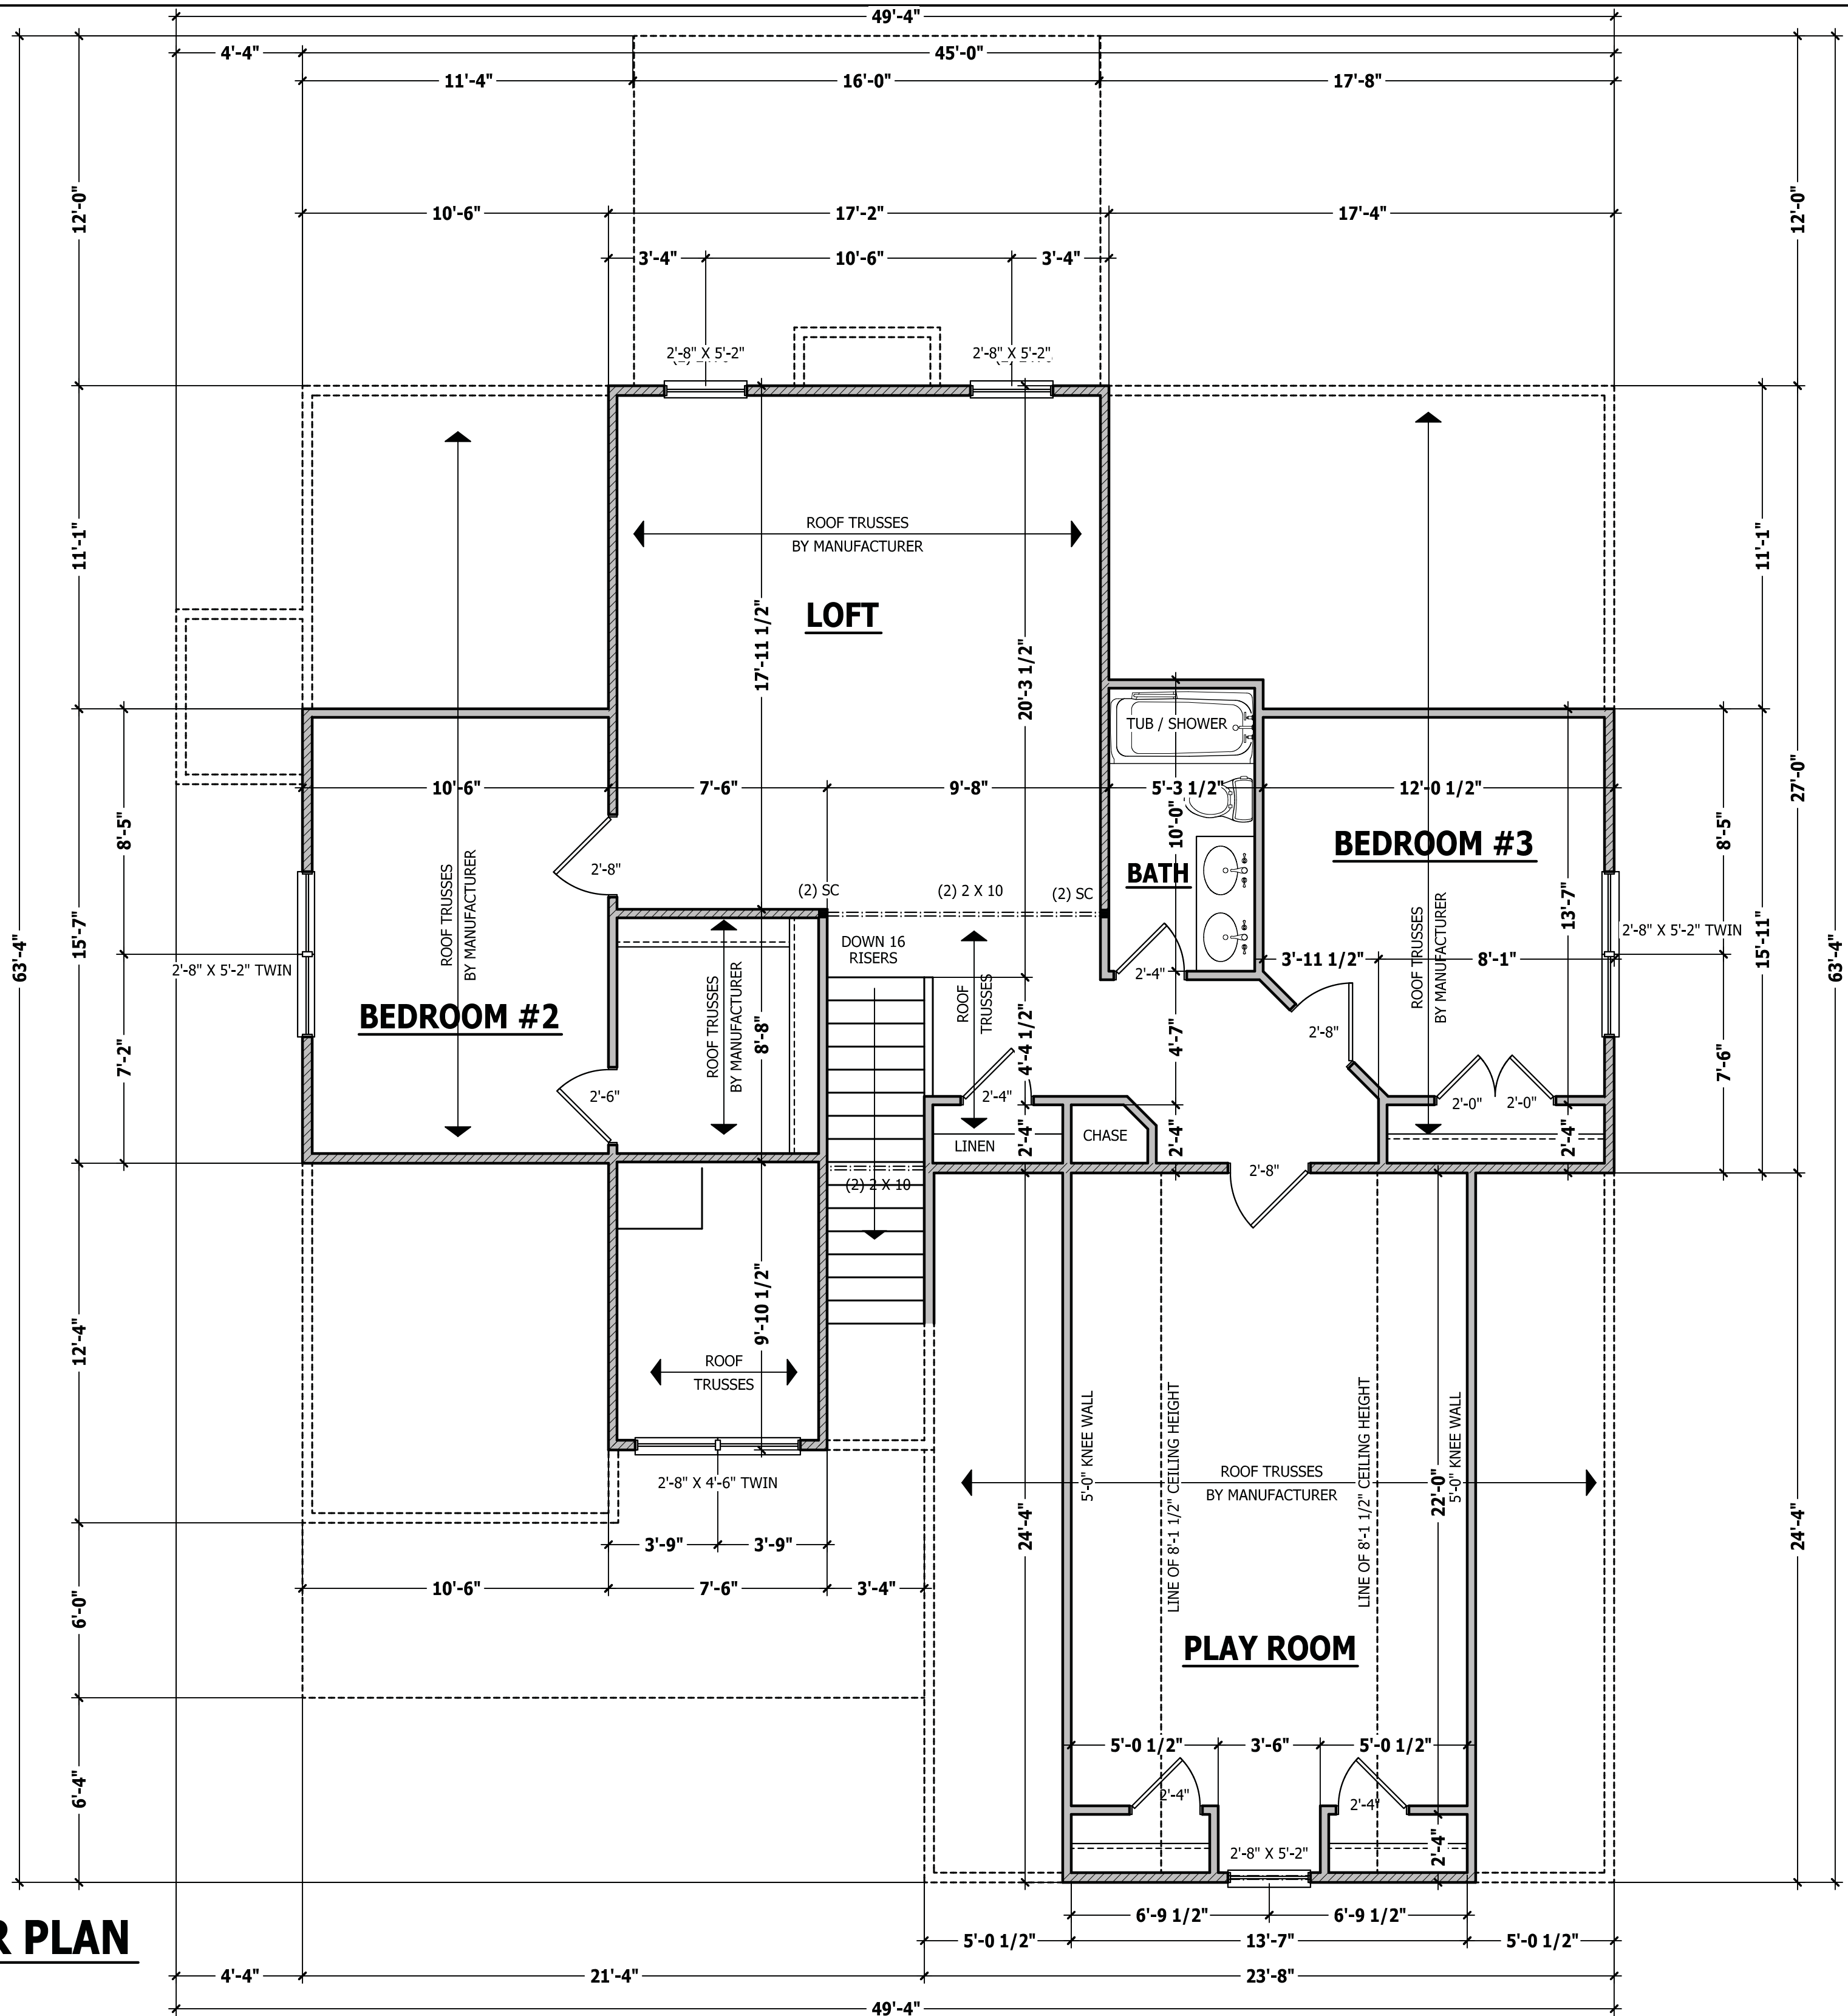 49'-4"
4'-4"
45'-0"
11'-4"
16'-0"
17'-8"
12'-0"
12'-0"
10'-6"
17'-2"
17'-4"
3'-4"
10'-6"
3'-4"
2'-8" X 5'-2"
2'-8" X 5'-2"
11'-1"
11'-1"
ROOF TRUSSES
BY MANUFACTURER
LOFT
17'-11 1/2"
20'-3 1/2"
TUB / SHOWER
10'-6"
7'-6"
9'-8"
5'-3 1/2"
12'-0 1/2"
27'-0"
8'-5"
10'-0"
8'-5"
BEDROOM #3
2'-8"
BATH
(2) SC
(2) 2 X 10
(2) SC
ROOF TRUSSES
BY MANUFACTURER
13'-7"
63'-4"
15'-7"
2'-8" X 5'-2" TWIN
DOWN 16
RISERS
2'-4"
3'-11 1/2"
8'-1"
ROOF TRUSSES
BY MANUFACTURER
2'-8" X 5'-2" TWIN
15'-11"
63'-4"
BEDROOM #2
ROOF TRUSSES
BY MANUFACTURER
8'-8"
ROOF
TRUSSES
4'-4 1/2"
4'-7"
2'-8"
7'-2"
7'-6"
2'-6"
2'-4"
2'-0"
2'-0"
LINEN
2'-4"
CHASE
2'-4"
2'-4"
2'-8"
(2) 2 X 10
12'-4"
9'-10 1/2"
ROOF
TRUSSES
5'-0" KNEE WALL
LINE OF 8'-1 1/2" CEILING HEIGHT
LINE OF 8'-1 1/2" CEILING HEIGHT
5'-0" KNEE WALL
ROOF TRUSSES
BY MANUFACTURER
22'-0"
2'-8" X 4'-6" TWIN
24'-4"
24'-4"
3'-9"
3'-9"
10'-6"
7'-6"
3'-4"
6'-0"
PLAY ROOM
6'-4"
5'-0 1/2"
3'-6"
5'-0 1/2"
2'-4"
2'-4"
2'-8" X 5'-2"
2'-4"
6'-9 1/2"
6'-9 1/2"
R PLAN
5'-0 1/2"
13'-7"
5'-0 1/2"
4'-4"
21'-4"
23'-8"
49'-4"